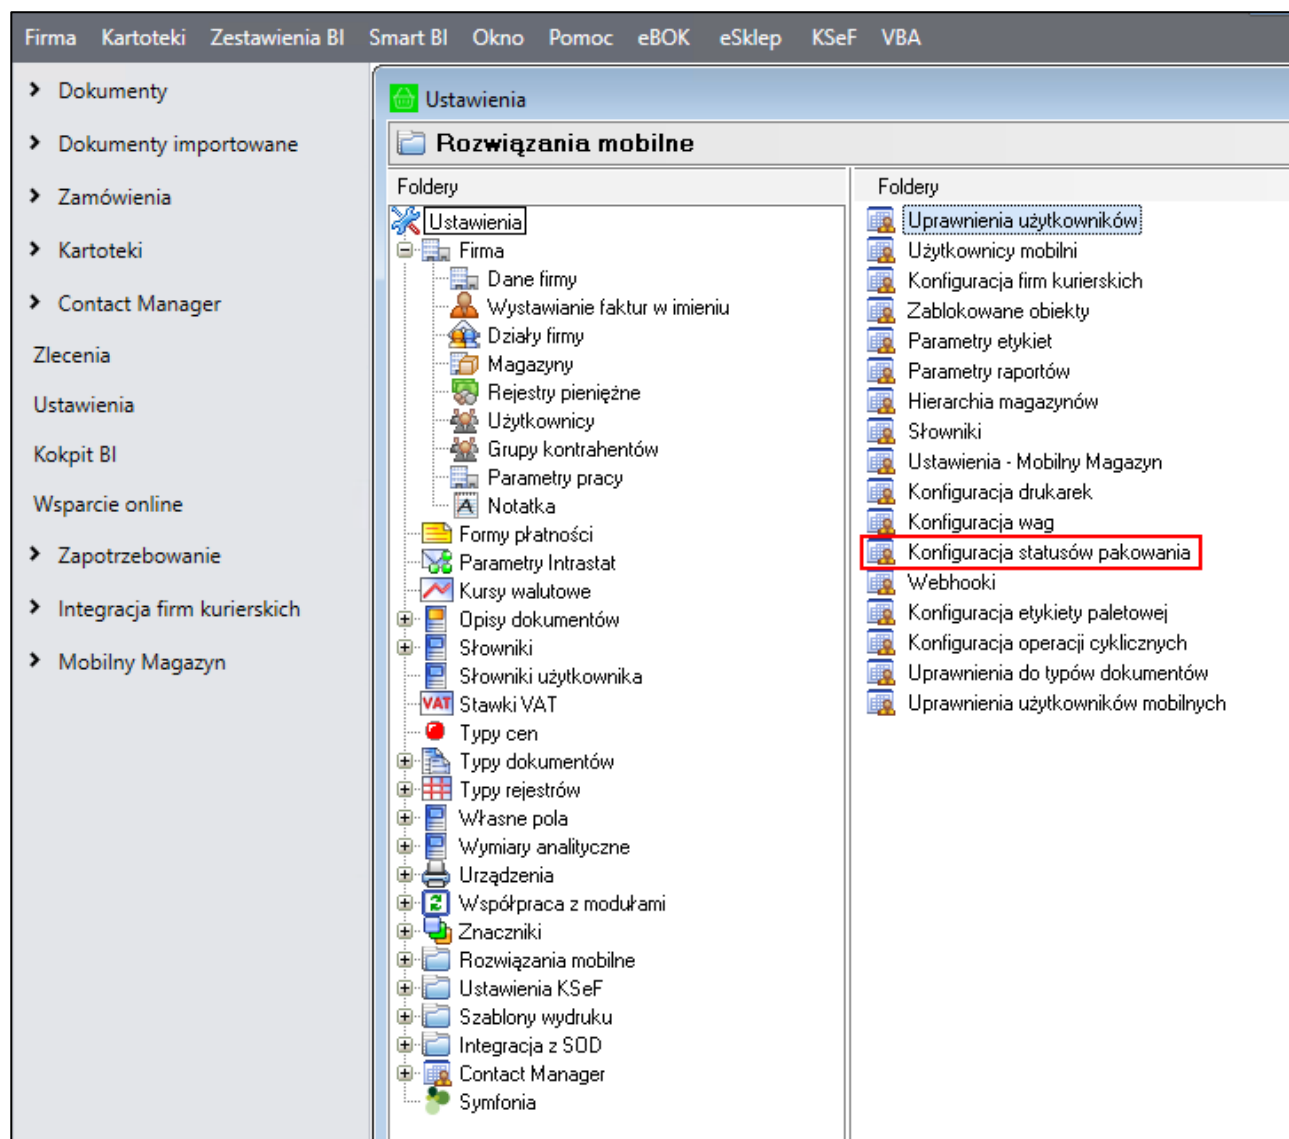 Firma Kartoteki Zestawienia BI Smart BI Okno Pomoc eBOK eSklep KSeF VBA
Dokumenty
Dokumenty importowane
Zamówienia
Kartoteki
Contact Manager
Zlecenia
Ustawienia
Kokpit BI
Wsparcie online
Zapotrzebowanie
Integracja firm kurierskich
Mobilny Magazyn
Ustawienia
Rozwiązania mobilne
Foldery
Ustawienia
Firma
Dane firmy
Wystawianie faktur w imieniu
Działy firmy
Magazyny
Rejestry pieniężne
Użytkownicy
Grupy kontrahentów
Parametry pracy
Notatka
Formy płatności
Parametry Intrastat
Kursy walutowe
Opisy dokumentów
Słowniki
Słowniki użytkownika
VAT Stawki VAT
Typy cen
Typy dokumentów
Typy rejestrów
Własne pola
Wymiary analityczne
Urządzenia
Współpraca z modułami
Znaczniki
Rozwiązania mobilne
Ustawienia KSeF
Szablony wydruku
Integracja z SOD
Contact Manager
Symfonia
Foldery
Uprawnienia użytkowników
Użytkownicy mobilni
Konfiguracja firm kurierskich
Zablokowane obiekty
Parametry etykiet
Parametry raportów
Hierarchia magazynów
Słowniki
Ustawienia - Mobilny Magazyn
Konfiguracja drukarek
Konfiguracja wag
Konfiguracja statusów pakowania
Webhooki
Konfiguracja etykiety paletowej
Konfiguracja operacji cyklicznych
Uprawnienia do typów dokumentów
Uprawnienia użytkowników mobilnych